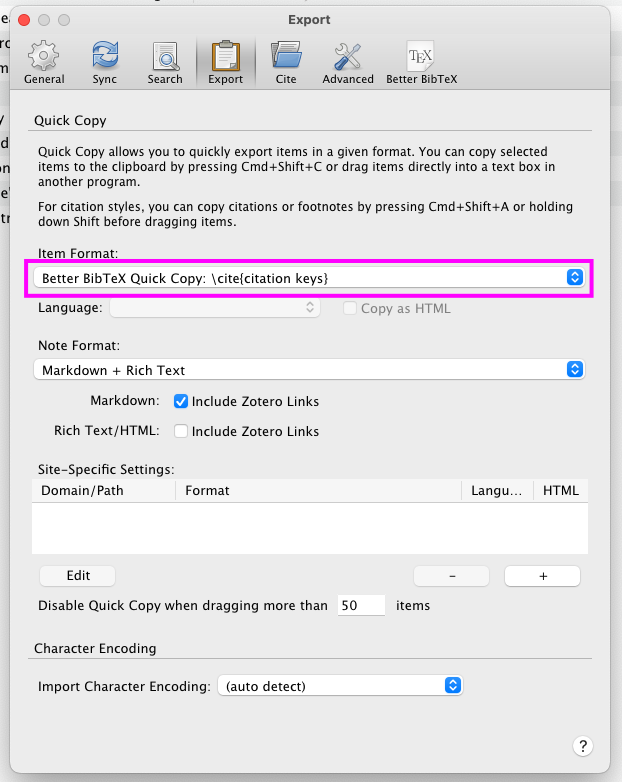 Export
General
Sync
Search
Export
Cite
Advanced
TEX
Better BibTeX
Quick Copy
Quick Copy allows you to quickly export items in a given format. You can copy selected
items to the clipboard by pressing Cmd+Shift+C or drag items directly into a text box in
another program.
For citation styles, you can copy citations or footnotes by pressing Cmd+Shift+A or holding
down Shift before dragging items.
Item Format:
Better BibTeX Quick Copy: \cite{citation keys}
Language:
Copy as HTML
Note Format:
Markdown + Rich Text
Markdown:
Include Zotero Links
Rich Text/HTML:
Include Zotero Links
Site-Specific Settings:
Domain/Path
Format
Langu...
HTML
Edit
-
+
Disable Quick Copy when dragging more than 50 items
Character Encoding
Import Character Encoding: (auto detect)
?